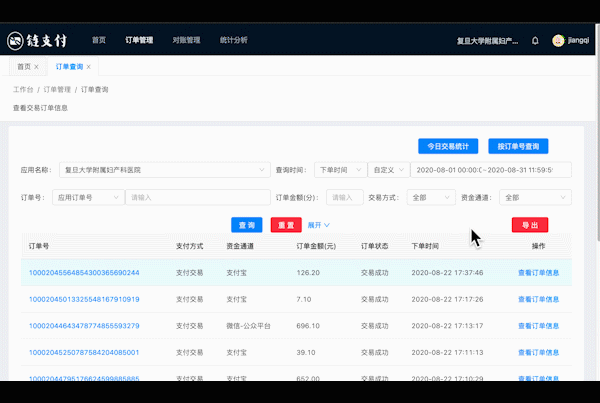 链支付 首页 订单管理 对账管理 统计分析 复旦大学附属妇产... jiangqi
首页 × 订单查询 ×
工作台 / 订单管理 / 订单查询
查看交易订单信息
今日交易统计 按订单号查询
应用名称: 复旦大学附属妇产科医院 查询时间: 下单时间 自定义 2020-08-01 00:00:0~2020-08-31 11:59:59
订单号: 应用订单号 请输入 订单金额(分): 请输入 交易方式: 全部 资金通道: 全部
查 询 重 置 展开 导 出
订单号 支付方式 资金通道 订单金额(元) 订单状态 下单时间 操作
10002045564854300365690244 支付交易 支付宝 126.20 交易成功 2020-08-22 17:37:46 查看订单信息
10002045013325548167910919 支付交易 支付宝 7.10 交易成功 2020-08-22 17:17:26 查看订单信息
10002044643478774855593279 支付交易 微信-公众平台 696.10 交易成功 2020-08-22 17:13:17 查看订单信息
10002045250787584204085001 支付交易 支付宝 39.10 交易成功 2020-08-22 17:11:13 查看订单信息
10002044795176624599885885 支付交易 支付宝 652.00 交易成功 2020-08-22 17:10:29 查看订单信息